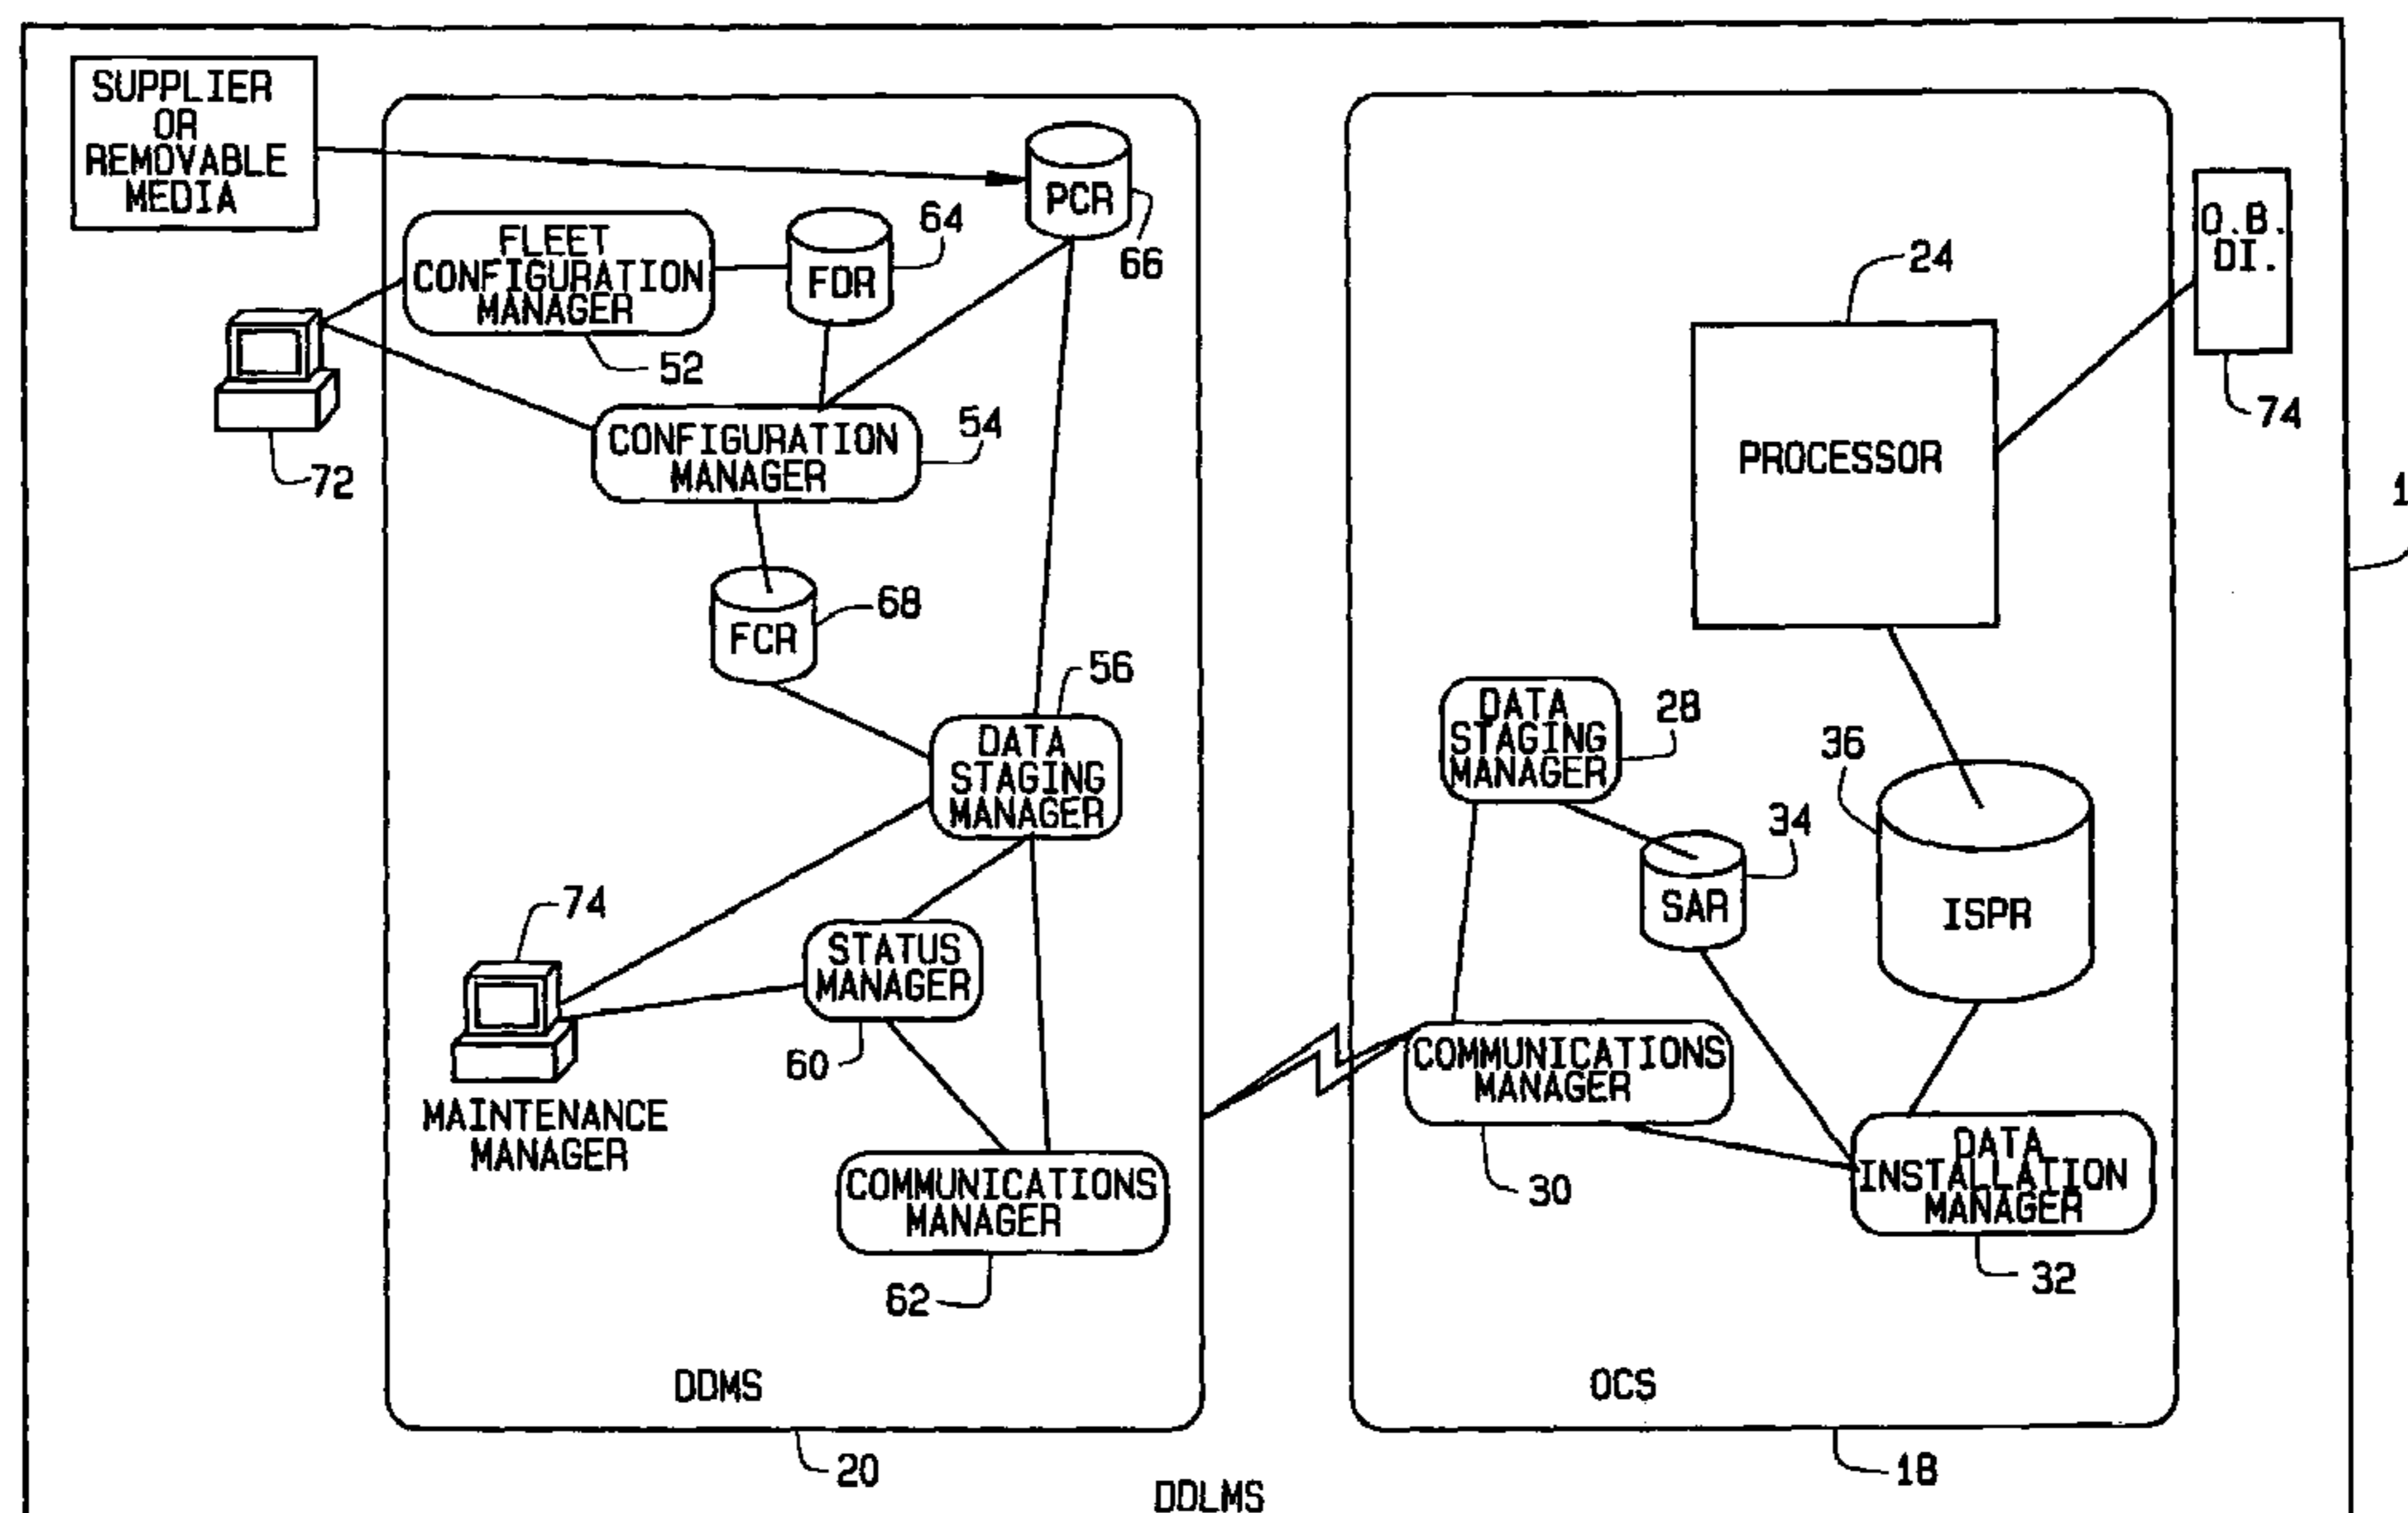 SUPPLIER
OR
REMOVABLE
MEDIA
PCR
66
FLEET
CONFIGURATION
MANAGER
52
FDR
64
72
CONFIGURATION
MANAGER
54
FCR
68
56
DATA
STAGING
MANAGER
74
MAINTENANCE
MANAGER
STATUS
MANAGER
60
COMMUNICATIONS
MANAGER
62
DDMS
20
O.B.
DI.
74
24
PROCESSOR
DATA
STAGING
MANAGER
28
SAR
34
36
ISPR
COMMUNICATIONS
MANAGER
30
DATA
INSTALLATION
MANAGER
32
OCS
18
DDLMS